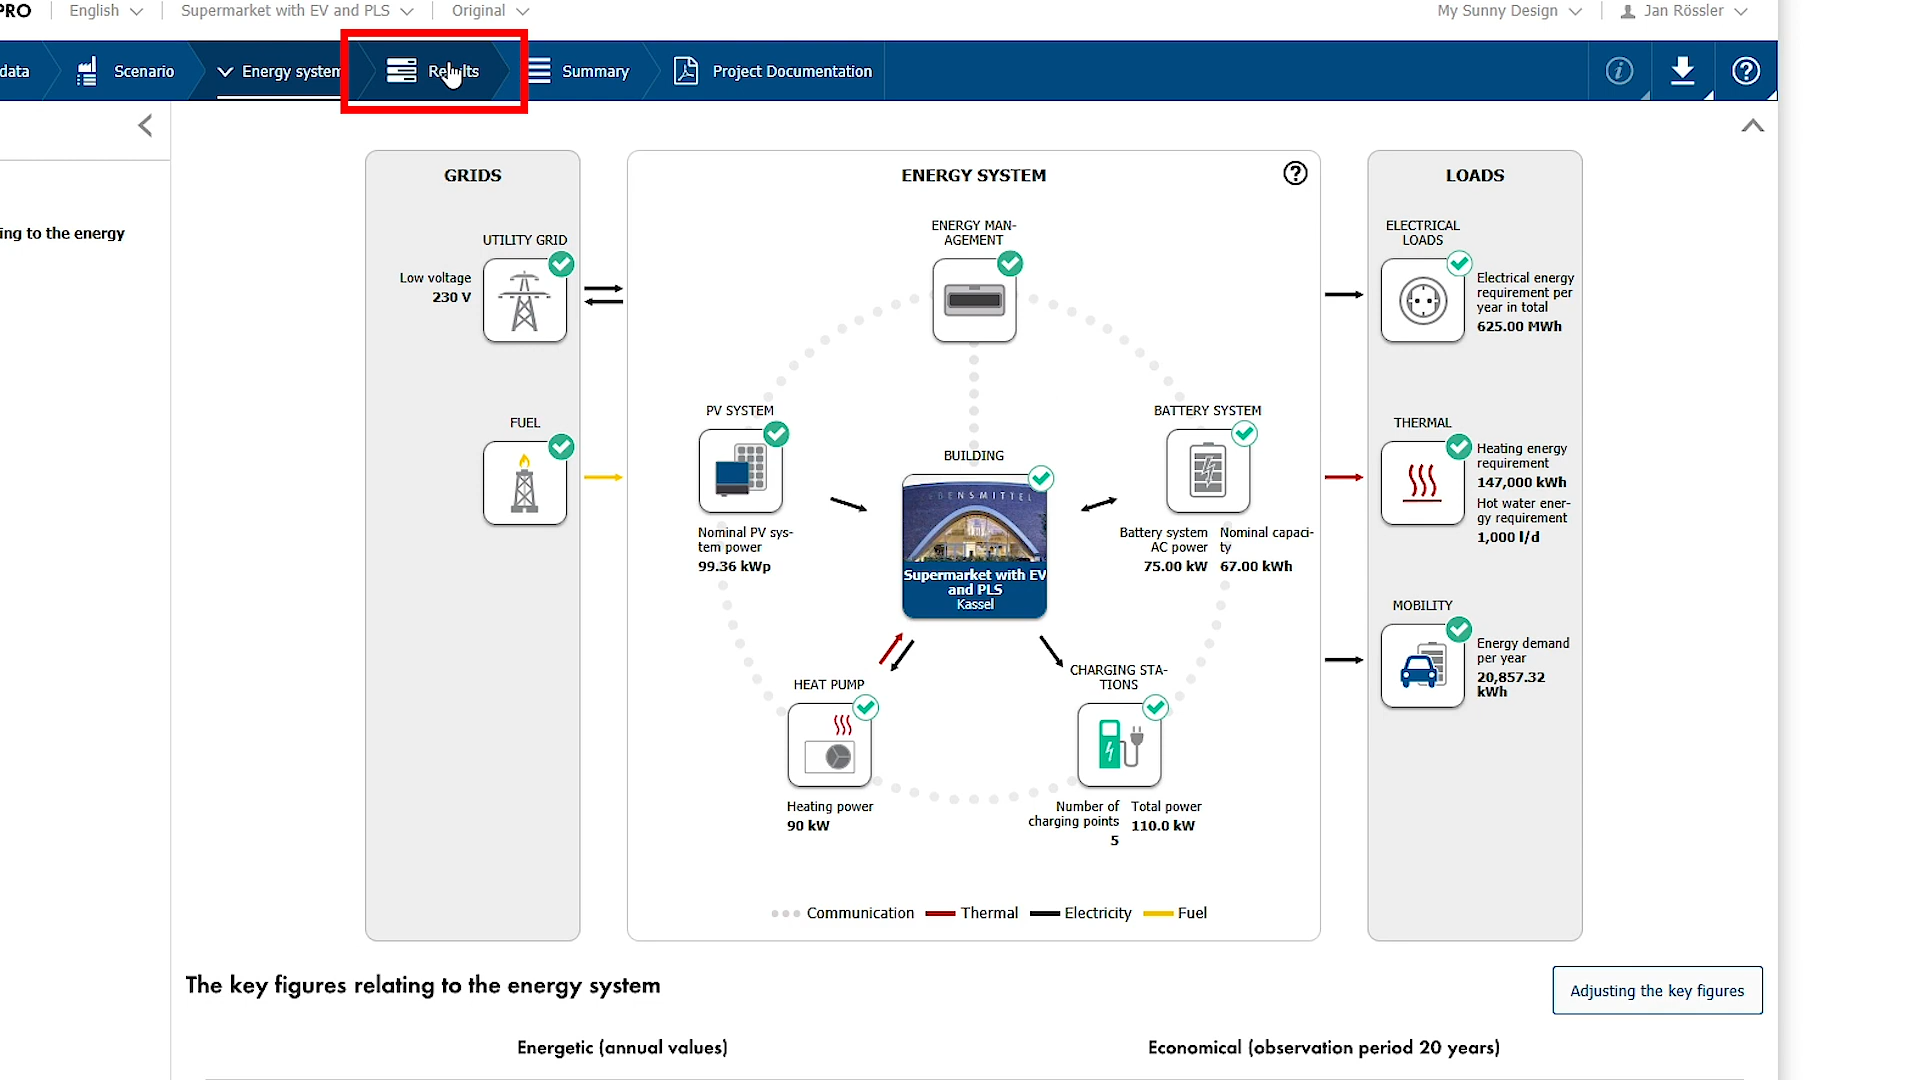 PRO English Supermarket with EV and PLS Original My Sunny Design Jan Rössler
data Scenario Energy system Results Summary Project Documentation
ing to the energy
GRIDS
UTILITY GRID
Low voltage
230 V
FUEL
ENERGY SYSTEM
ENERGY MAN-
AGEMENT
PV SYSTEM
Nominal PV sys-
tem power
99.36 kWp
BUILDING
LEBENSMITTEL
Supermarket with EV
and PLS
Kassel
BATTERY SYSTEM
Battery system
AC power
75.00 kW
Nominal capaci-
ty
67.00 kWh
HEAT PUMP
Heating power
90 kW
CHARGING STA-
TIONS
Number of
charging points
5
Total power
110.0 kW
Communication Thermal Electricity Fuel
LOADS
ELECTRICAL
LOADS
Electrical energy
requirement per
year in total
625.00 MWh
THERMAL
Heating energy
requirement
147,000 kWh
Hot water ener-
gy requirement
1,000 l/d
MOBILITY
Energy demand
per year
20,857.32
kWh
The key figures relating to the energy system
Adjusting the key figures
Energetic (annual values)
Economical (observation period 20 years)